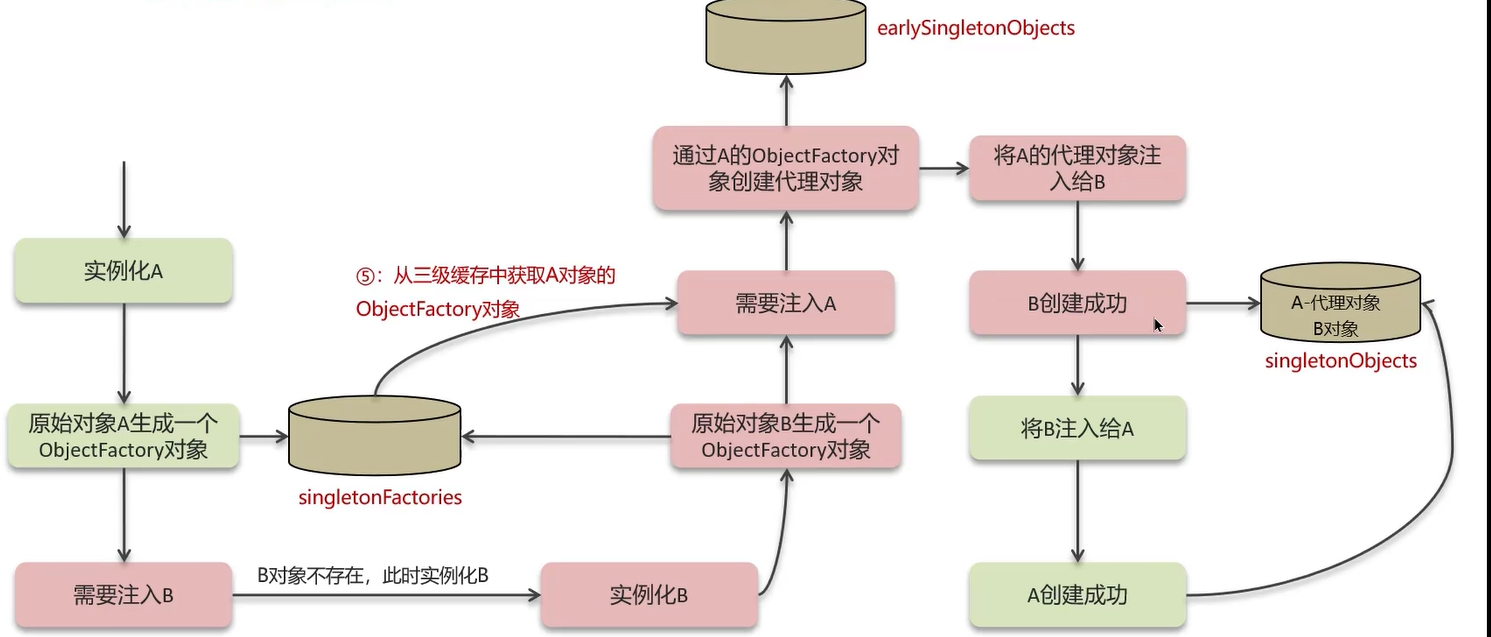 earlySingletonObjects
通过A的ObjectFactory对
象创建代理对象
将A的代理对象注
入给B
实例化A
⑤：从三级缓存中获取A对象的
ObjectFactory对象
需要注入A
B创建成功
A-代理对象
B对象
singletonObjects
原始对象A生成一个
ObjectFactory对象
singletonFactories
原始对象B生成一个
ObjectFactory对象
将B注入给A
需要注入B
B对象不存在，此时实例化B
实例化B
A创建成功